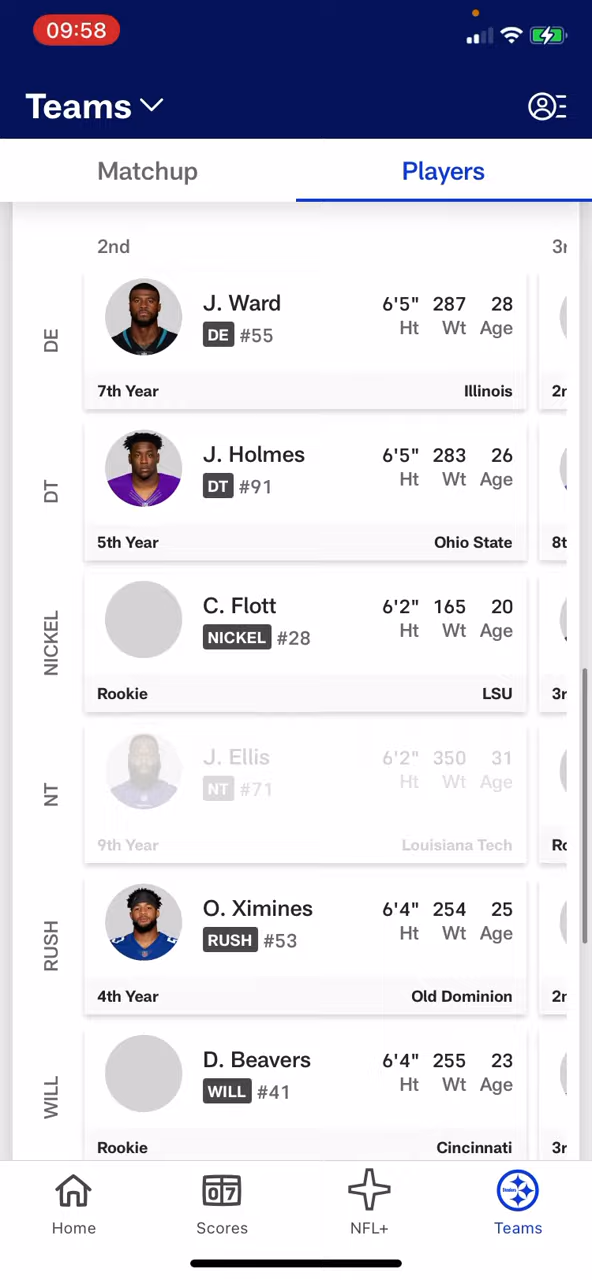 09:58
Teams
Matchup
Players
2nd
3r
DE
J. Ward
6'5" 287 28
DE #55
Ht Wt Age
7th Year
Illinois
2n
DT
J. Holmes
6'5" 283 26
DT #91
Ht Wt Age
5th Year
Ohio State
8t
NICKEL
C. Flott
6'2" 165 20
NICKEL #28
Ht Wt Age
Rookie
LSU
3r
NT
J. Ellis
6'2" 350 31
NT #71
Ht Wt Age
9th Year
Louisiana Tech
Ro
RUSH
O. Ximines
6'4" 254 25
RUSH #53
Ht Wt Age
4th Year
Old Dominion
2n
WILL
D. Beavers
6'4" 255 23
WILL #41
Ht Wt Age
Rookie
Cincinnati
3r
07
Steelers
Home
Scores
NFL+
Teams